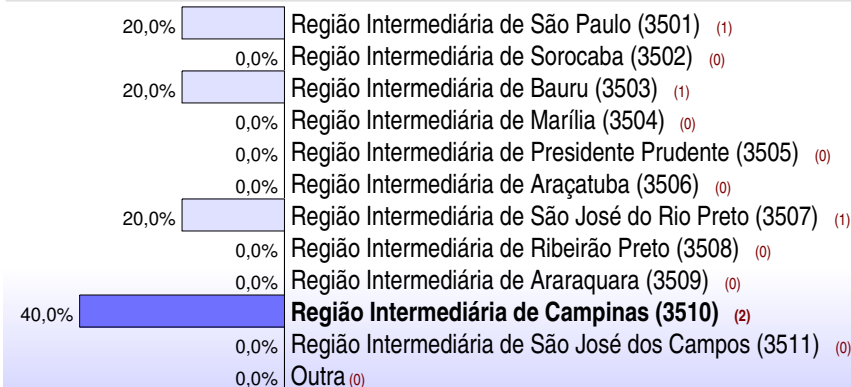 20,0% Região Intermediária de São Paulo (3501) (1)
0,0% Região Intermediária de Sorocaba (3502) (0)
20,0% Região Intermediária de Bauru (3503) (1)
0,0% Região Intermediária de Marília (3504) (0)
0,0% Região Intermediária de Presidente Prudente (3505) (0)
0,0% Região Intermediária de Araçatuba (3506) (0)
20,0% Região Intermediária de São José do Rio Preto (3507) (1)
0,0% Região Intermediária de Ribeirão Preto (3508) (0)
0,0% Região Intermediária de Araraquara (3509) (0)
40,0% Região Intermediária de Campinas (3510) (2)
0,0% Região Intermediária de São José dos Campos (3511) (0)
0,0% Outra (0)